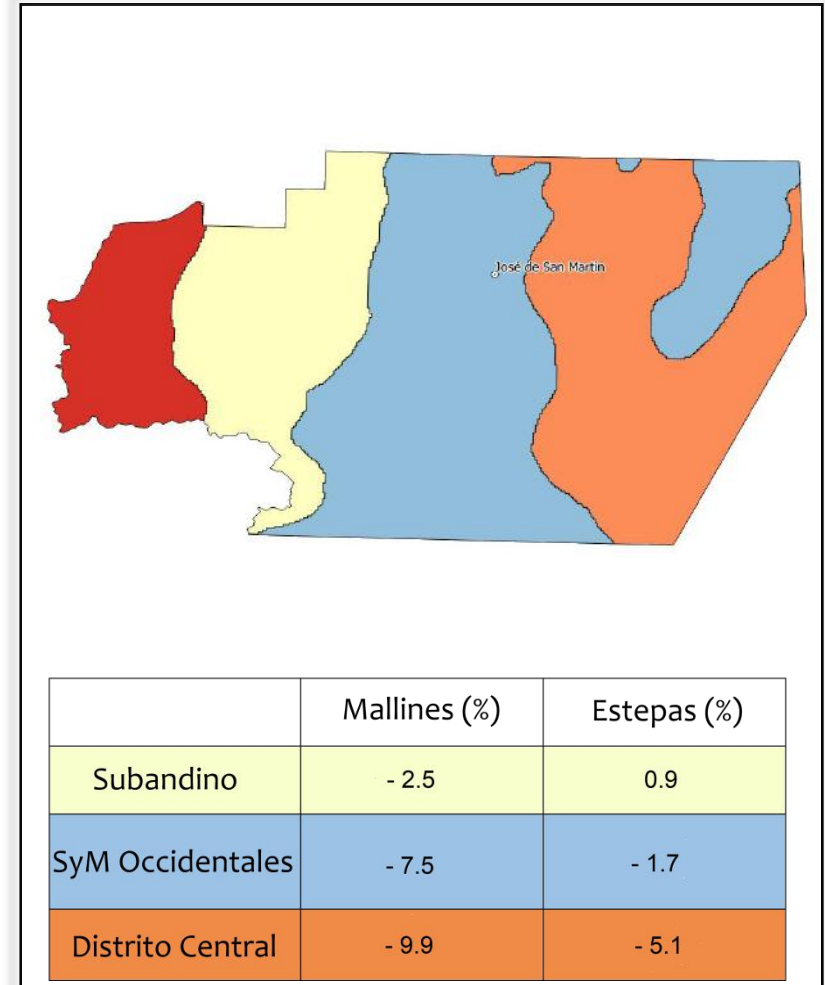 José de San Martin
Mallines (%) Estepas (%)
Subandino - 2.5 0.9
SyM Occidentales - 7.5 - 1.7
Distrito Central - 9.9 - 5.1